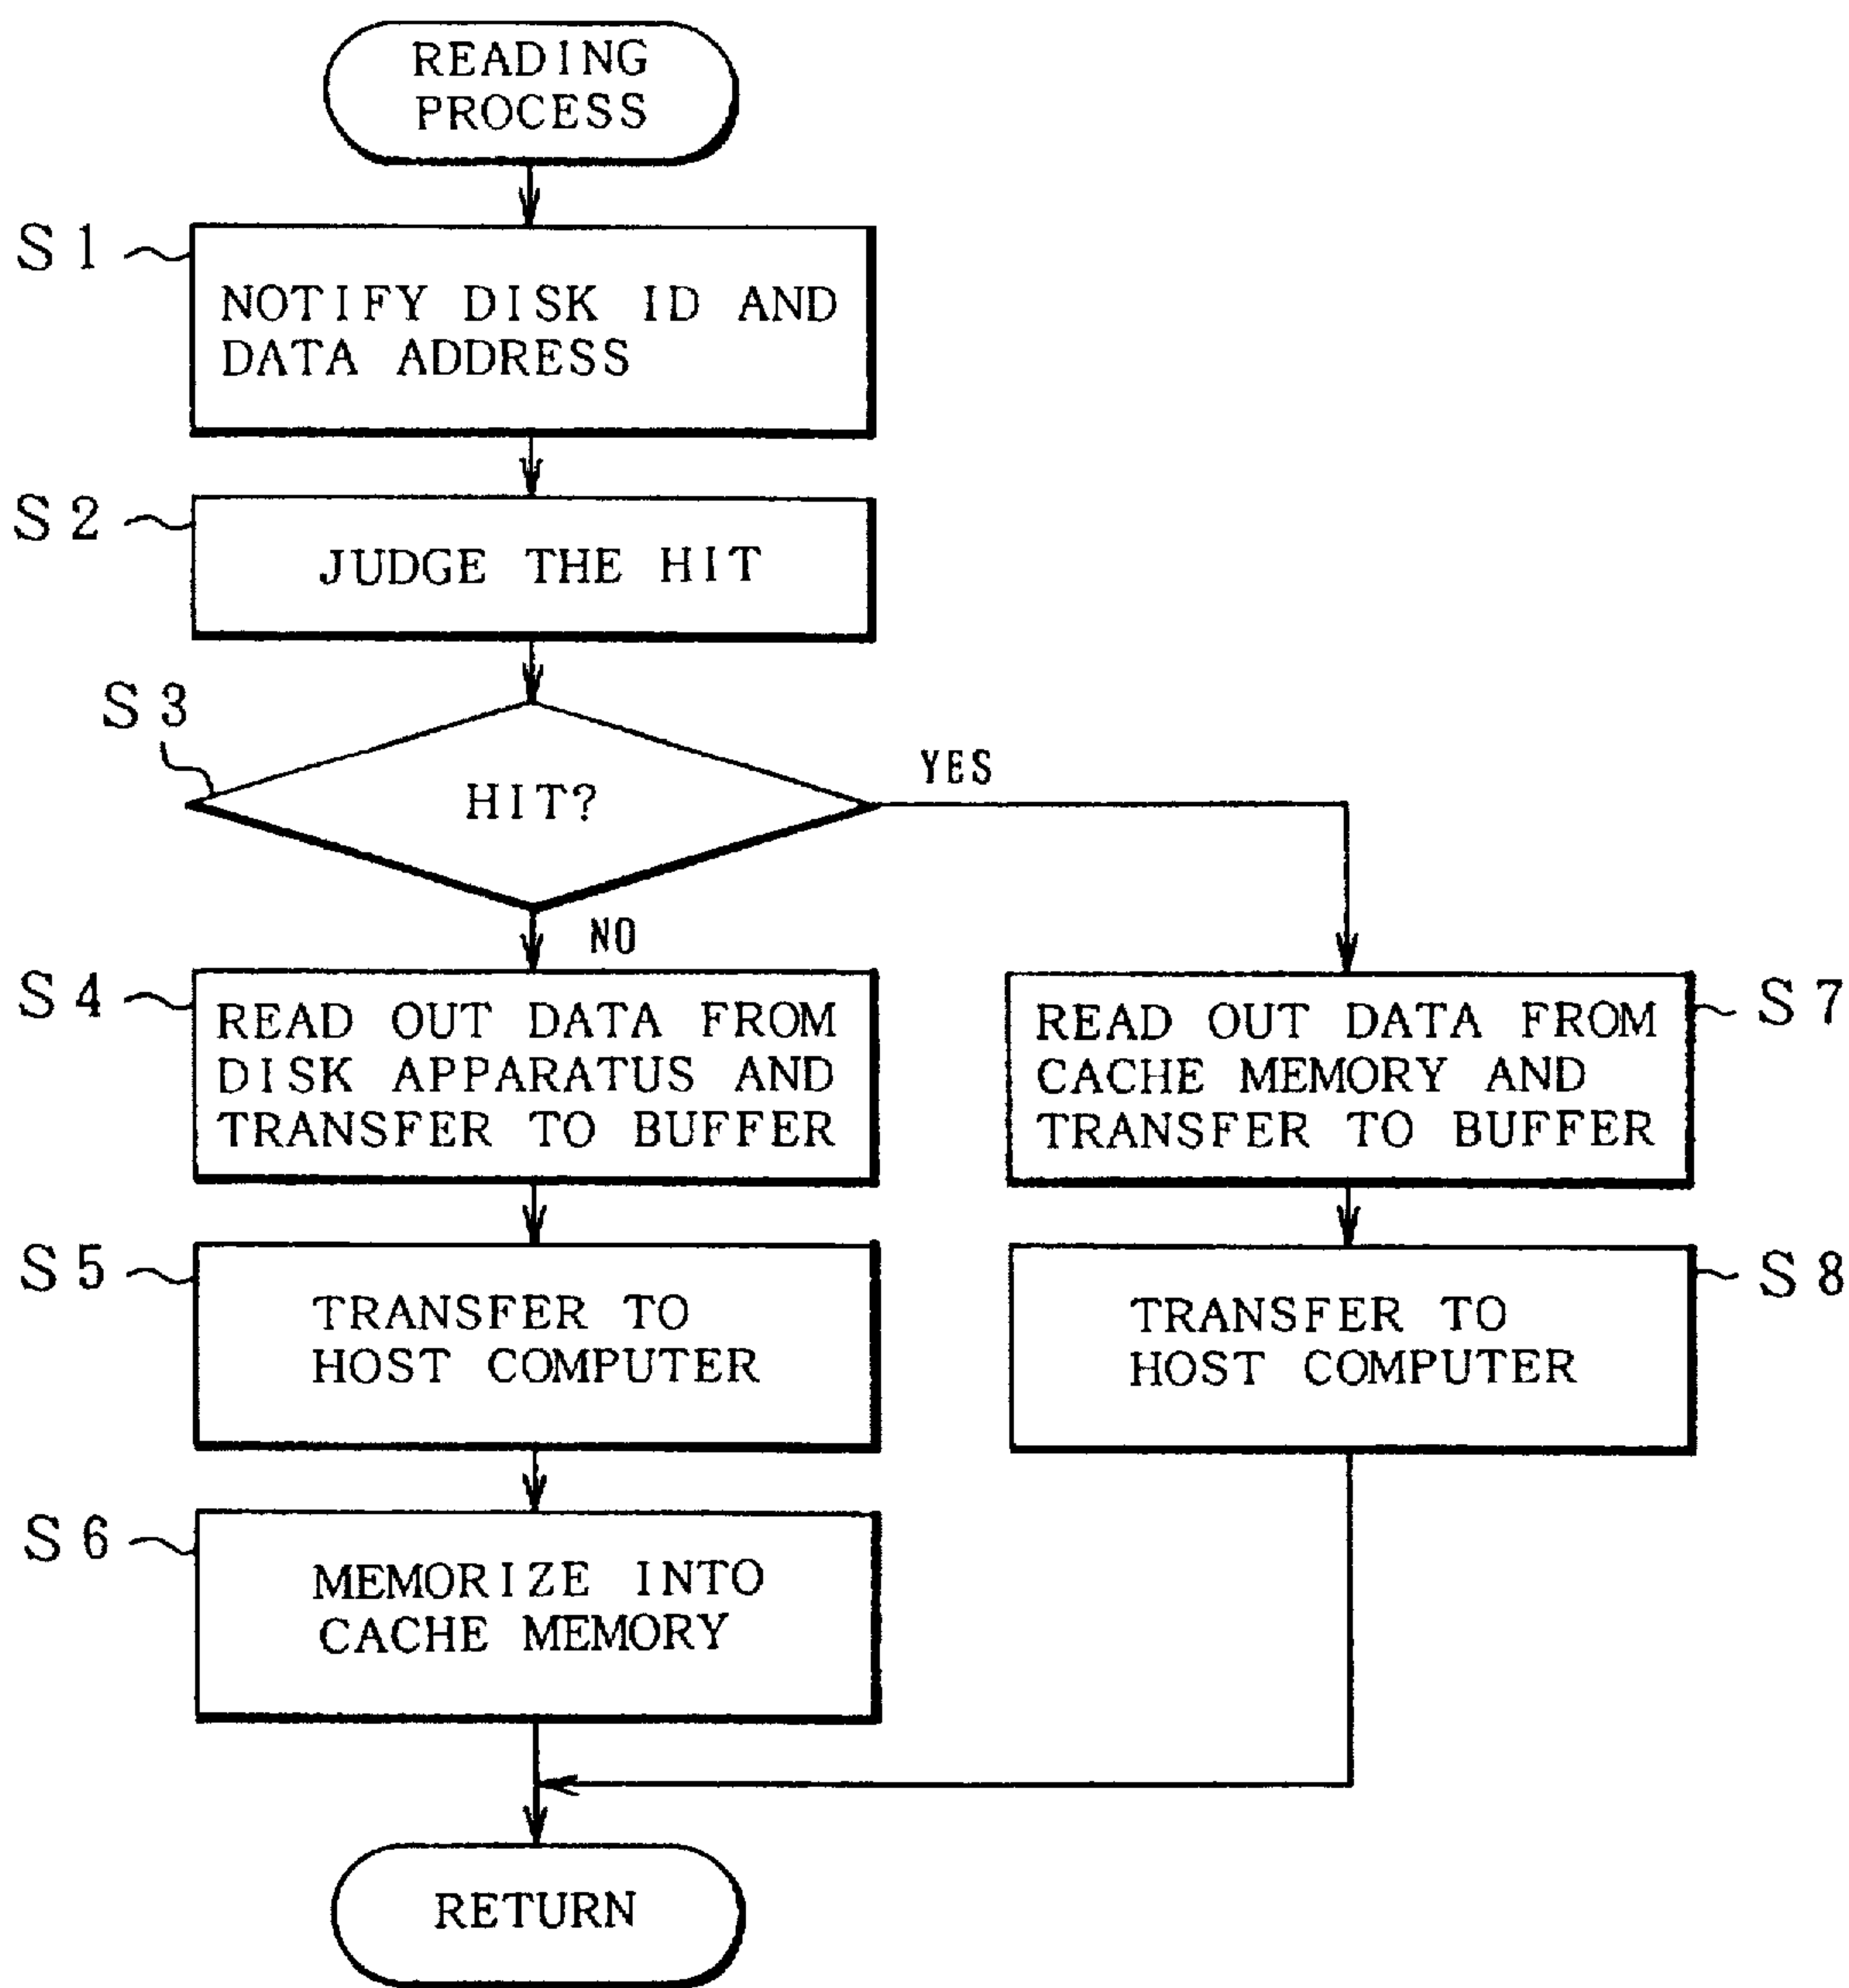 READING
PROCESS
S1
NOTIFY DISK ID AND
DATA ADDRESS
S2
JUDGE THE HIT
S3
HIT?
YES
NO
S4
READ OUT DATA FROM
DISK APPARATUS AND
TRANSFER TO BUFFER
S7
READ OUT DATA FROM
CACHE MEMORY AND
TRANSFER TO BUFFER
S5
TRANSFER TO
HOST COMPUTER
S8
TRANSFER TO
HOST COMPUTER
S6
MEMORIZE INTO
CACHE MEMORY
RETURN